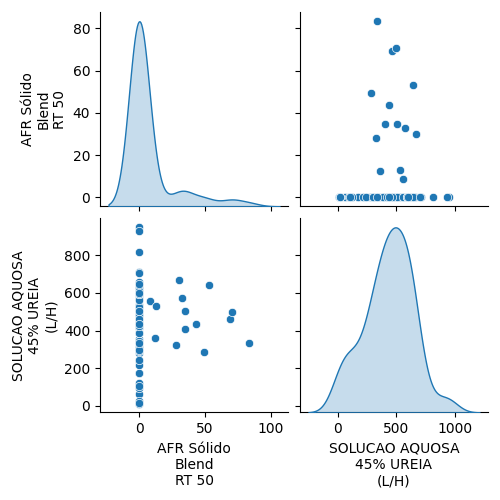 80
60
40
20
0
AFR Sólido
Blend
RT 50
800
600
400
200
0
SOLUCAO AQUOSA
45% UREIA
(L/H)
0 50 100
AFR Sólido
Blend
RT 50
0 500 1000
SOLUCAO AQUOSA
45% UREIA
(L/H)